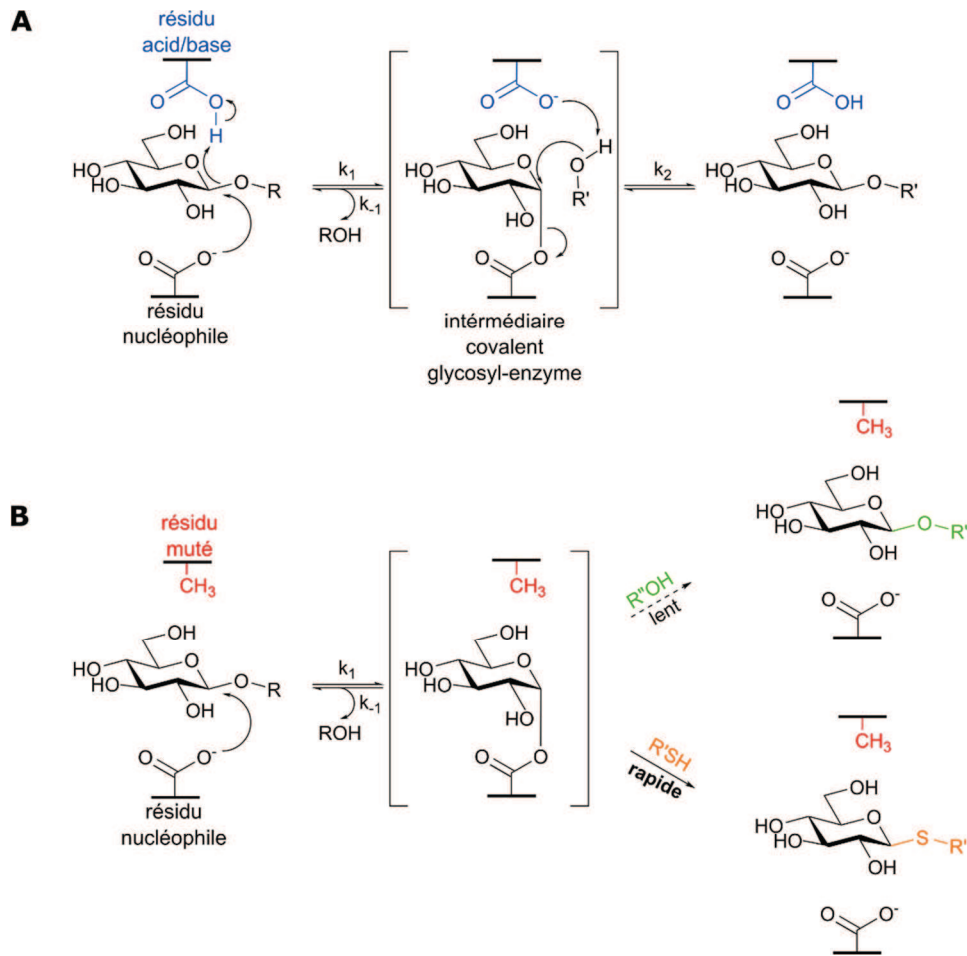 A
résidu
acid/base
O
O
H
OH
HO
HO
O
OH
O
R
O
O-
résidu
nucléophile
k1
k-1
ROH
O
O-
OH
HO
HO
O
HO
O
H
R'
O
O
intérmédiaire
covalent
glycosyl-enzyme
k2
O
OH
OH
HO
HO
O
OH
O
R'
O
O-
B
résidu
muté
CH3
OH
HO
HO
O
OH
O
R
O
O-
résidu
nucléophile
k1
k-1
ROH
CH3
OH
HO
HO
O
HO
O
O
R"OH
lent
CH3
OH
HO
HO
O
OH
O
R'
O
O-
R'SH
rapide
CH3
OH
HO
HO
O
OH
S
R'
O
O-